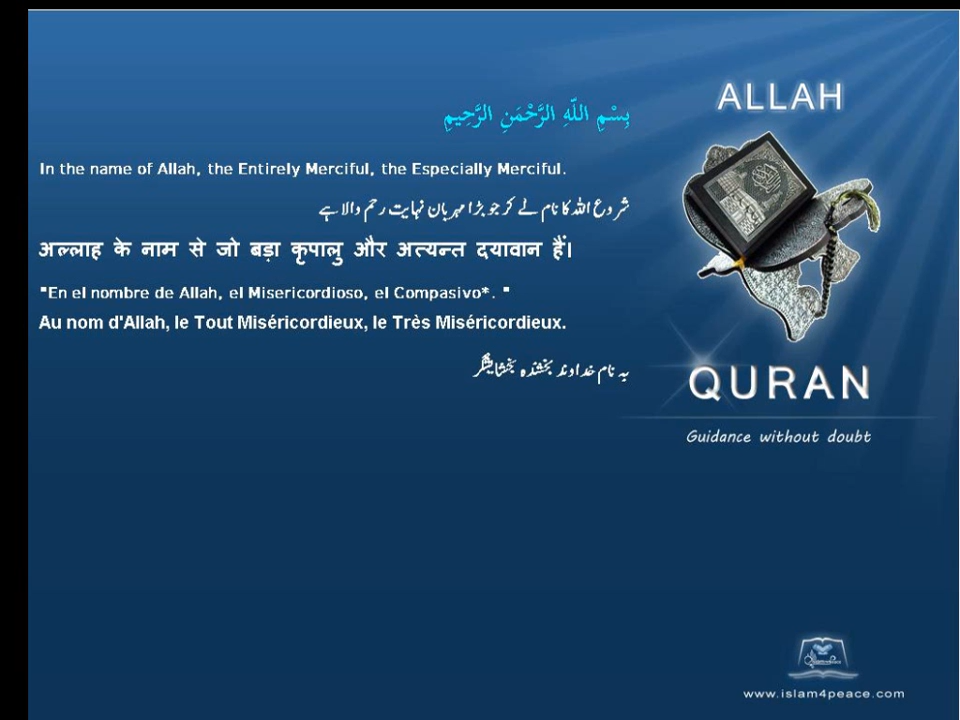 بِسْمِ اللَّهِ الرَّحْمَنِ الرَّحِيمِ
In the name of Allah, the Entirely Merciful, the Especially Merciful.
شروع اللہ کا نام لے کر جو بڑا مہربان نہایت رحم والا ہے
अल्लाह के नाम से जो बड़ा कृपालु और अत्यन्त दयावान हैं।
"En el nombre de Allah, el Misericordioso, el Compasivo*. "
Au nom d'Allah, le Tout Miséricordieux, le Très Miséricordieux.
به نام خداوند بخشنده بخشایشگر
ALLAH
QURAN
Guidance without doubt
www.islam4peace.com